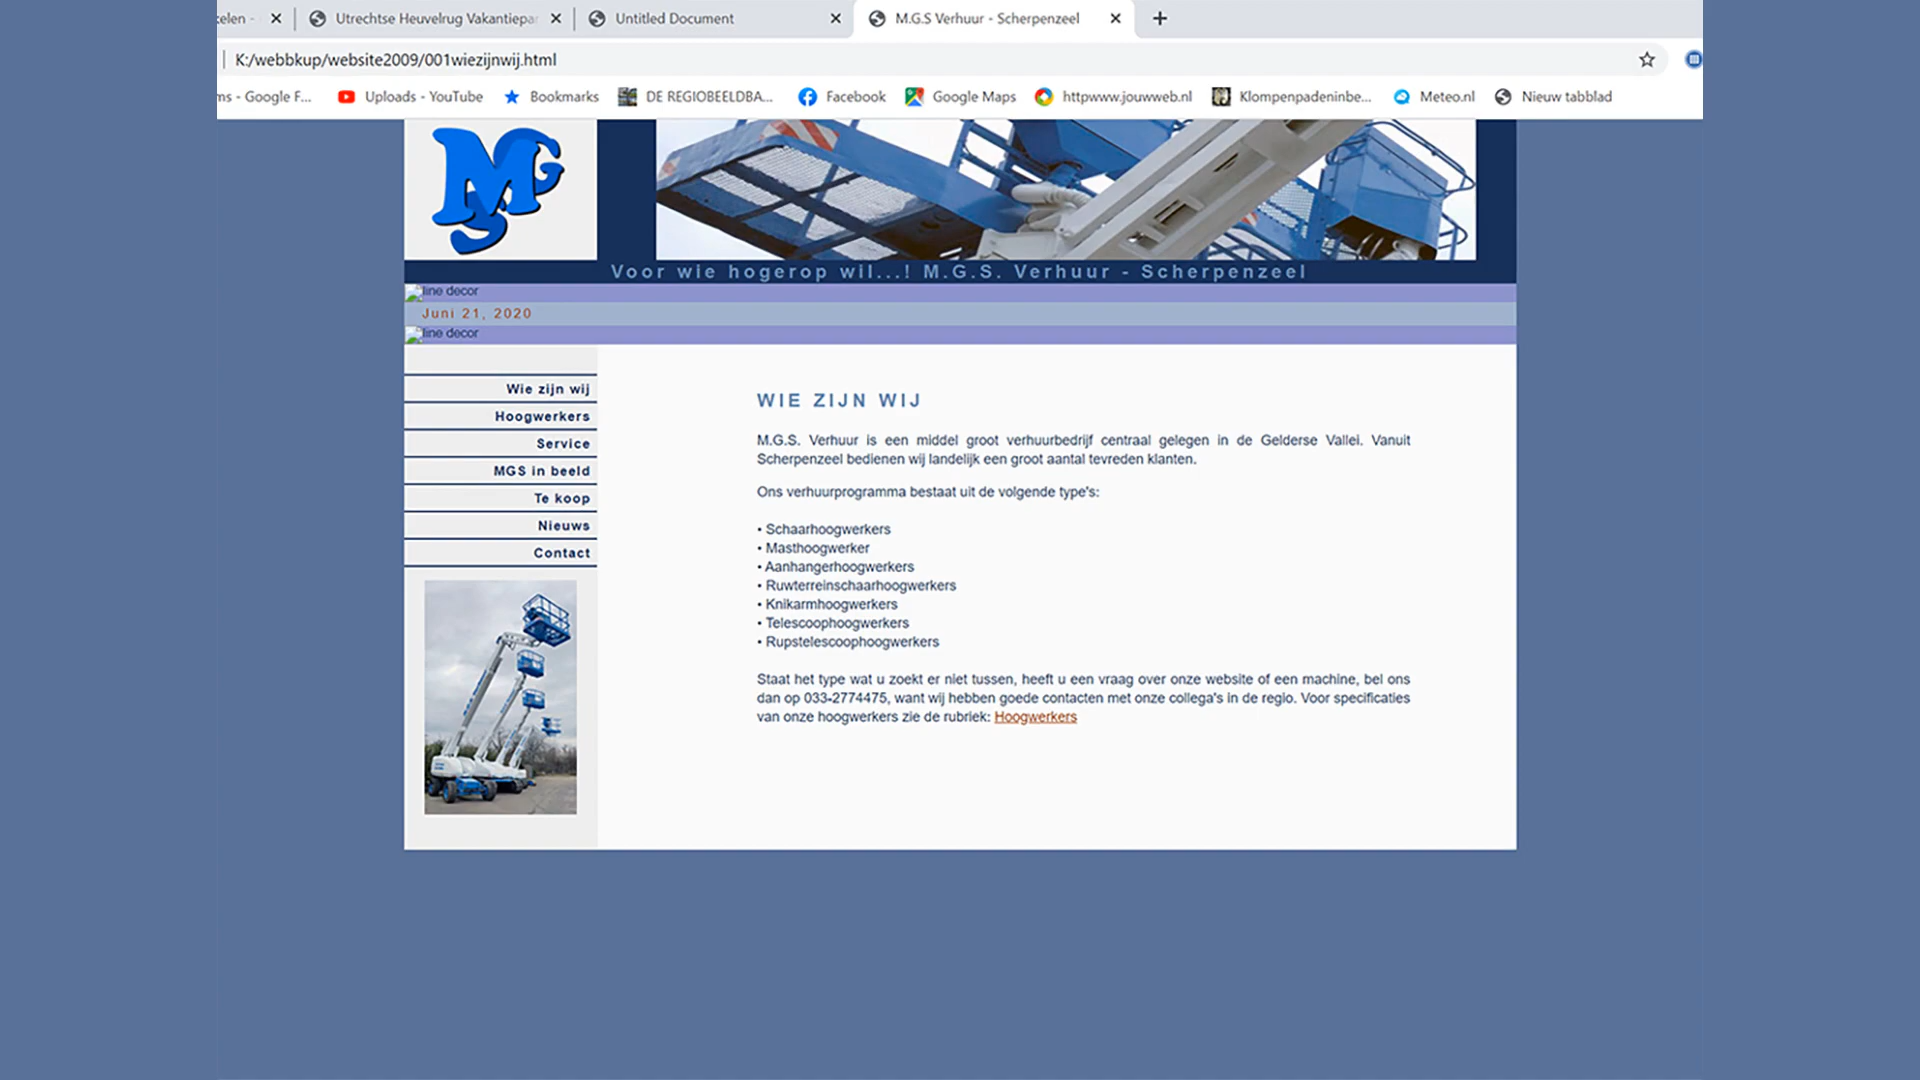 kelen -
Utrechtse Heuvelrug Vakantiepar
Untitled Document
M.G.S Verhuur - Scherpenzeel
K:/webbkup/website2009/001wiezijnwij.html
ms - Google F...
Uploads - YouTube
Bookmarks
DE REGIOBEELDBA...
Facebook
Google Maps
httpwww.jouwweb.nl
Klompenpadeninbe...
Meteo.nl
Nieuw tabblad
MGS
Voor wie hogerop wil...! M.G.S. Verhuur - Scherpenzeel
line decor
Juni 21, 2020
line decor
Wie zijn wij
Hoogwerkers
Service
MGS in beeld
Te koop
Nieuws
Contact
WIE ZIJN WIJ
M.G.S. Verhuur is een middel groot verhuurbedrijf centraal gelegen in de Gelderse Vallei. Vanuit
Scherpenzeel bedienen wij landelijk een groot aantal tevreden klanten.
Ons verhuurprogramma bestaat uit de volgende type's:
• Schaarhoogwerkers
• Masthoogwerker
• Aanhangerhoogwerkers
• Ruwterreinschaarhoogwerkers
• Knikarmhoogwerkers
• Telescoophoogwerkers
• Rupstelescoophoogwerkers
Staat het type wat u zoekt er niet tussen, heeft u een vraag over onze website of een machine, bel ons
dan op 033-2774475, want wij hebben goede contacten met onze collega's in de regio. Voor specificaties
van onze hoogwerkers zie de rubriek: Hoogwerkers